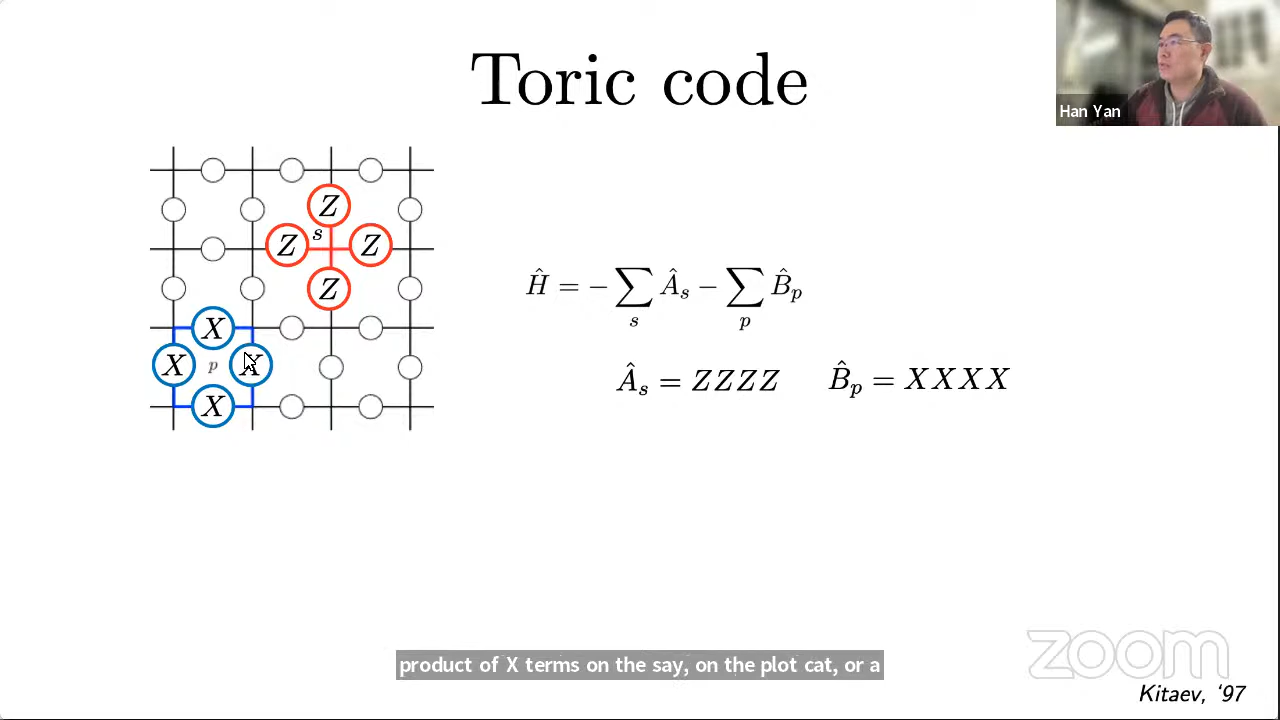 Toric code
Han Yan
Z
s
Z Z
Z
X
X p X
X
Ĥ = −∑ₛ Âₛ − ∑ₚ B̂ₚ
Âₛ = ZZZZ B̂ₚ = XXXX
product of X terms on the say, on the plot cat, or a
zoom
Kitaev, '97